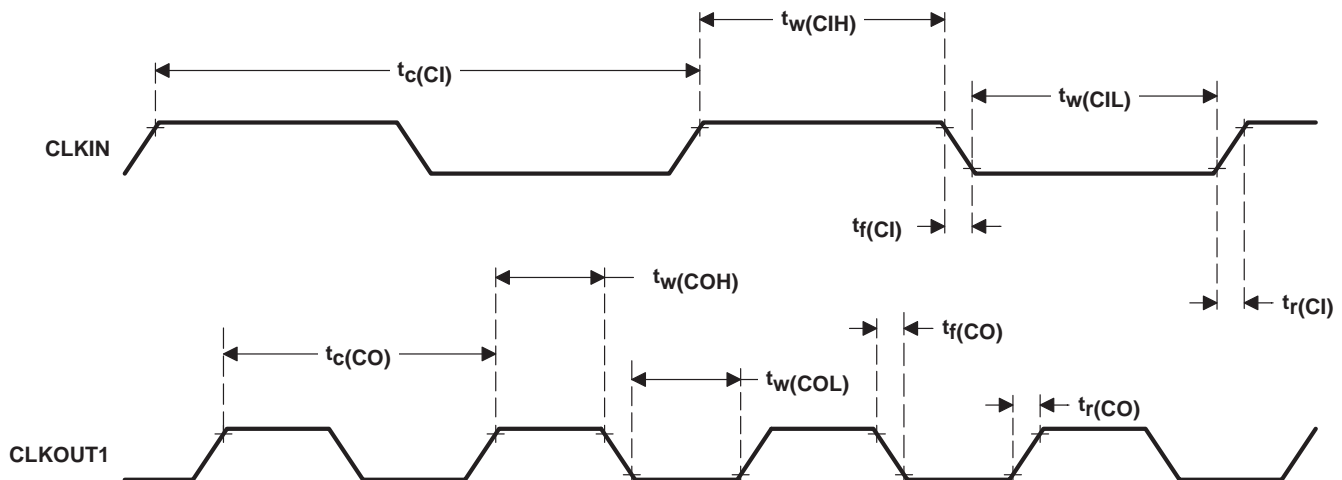 tw(CIH)
tc(CI)
tw(CIL)
CLKIN
tf(CI)
tw(COH)
tr(CI)
tf(CO)
tc(CO)
tw(COL)
tr(CO)
CLKOUT1